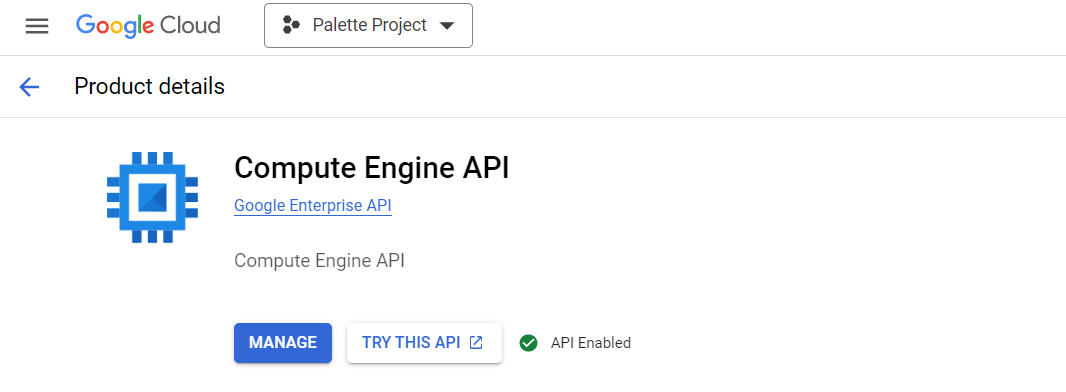 Google Cloud
Palette Project
Product details
Compute Engine API
Google Enterprise API
Compute Engine API
MANAGE
TRY THIS API
API Enabled